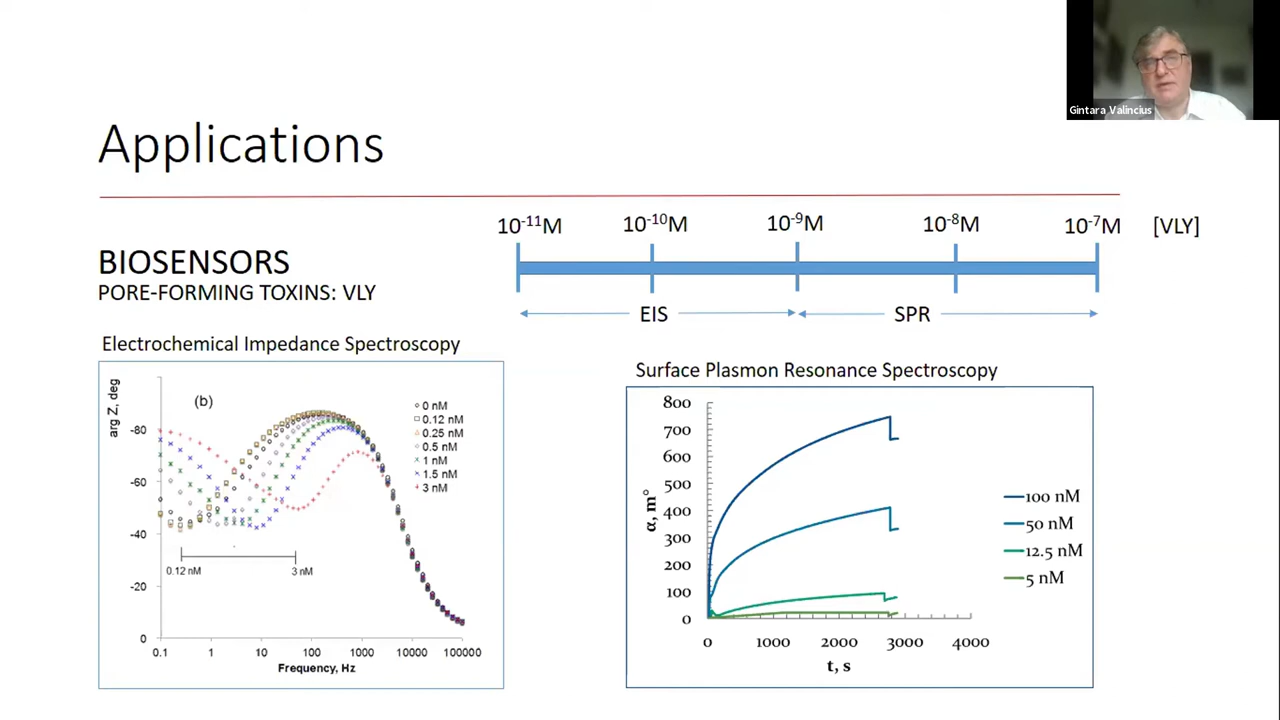 Gintara Valincius
Applications
10-11M 10-10M 10-9M 10-8M 10-7M [VLY]
BIOSENSORS
PORE-FORMING TOXINS: VLY
EIS SPR
Electrochemical Impedance Spectroscopy
arg Z, deg
(b)
-80
-60
-40
-20
0
0.1 1 10 100 1000 10000 100000
Frequency, Hz
0 nM
0.12 nM
0.25 nM
0.5 nM
1 nM
1.5 nM
3 nM
0.12 nM 3 nM
Surface Plasmon Resonance Spectroscopy
α, m°
800
700
600
500
400
300
200
100
0
0 1000 2000 3000 4000
t, s
100 nM
50 nM
12.5 nM
5 nM